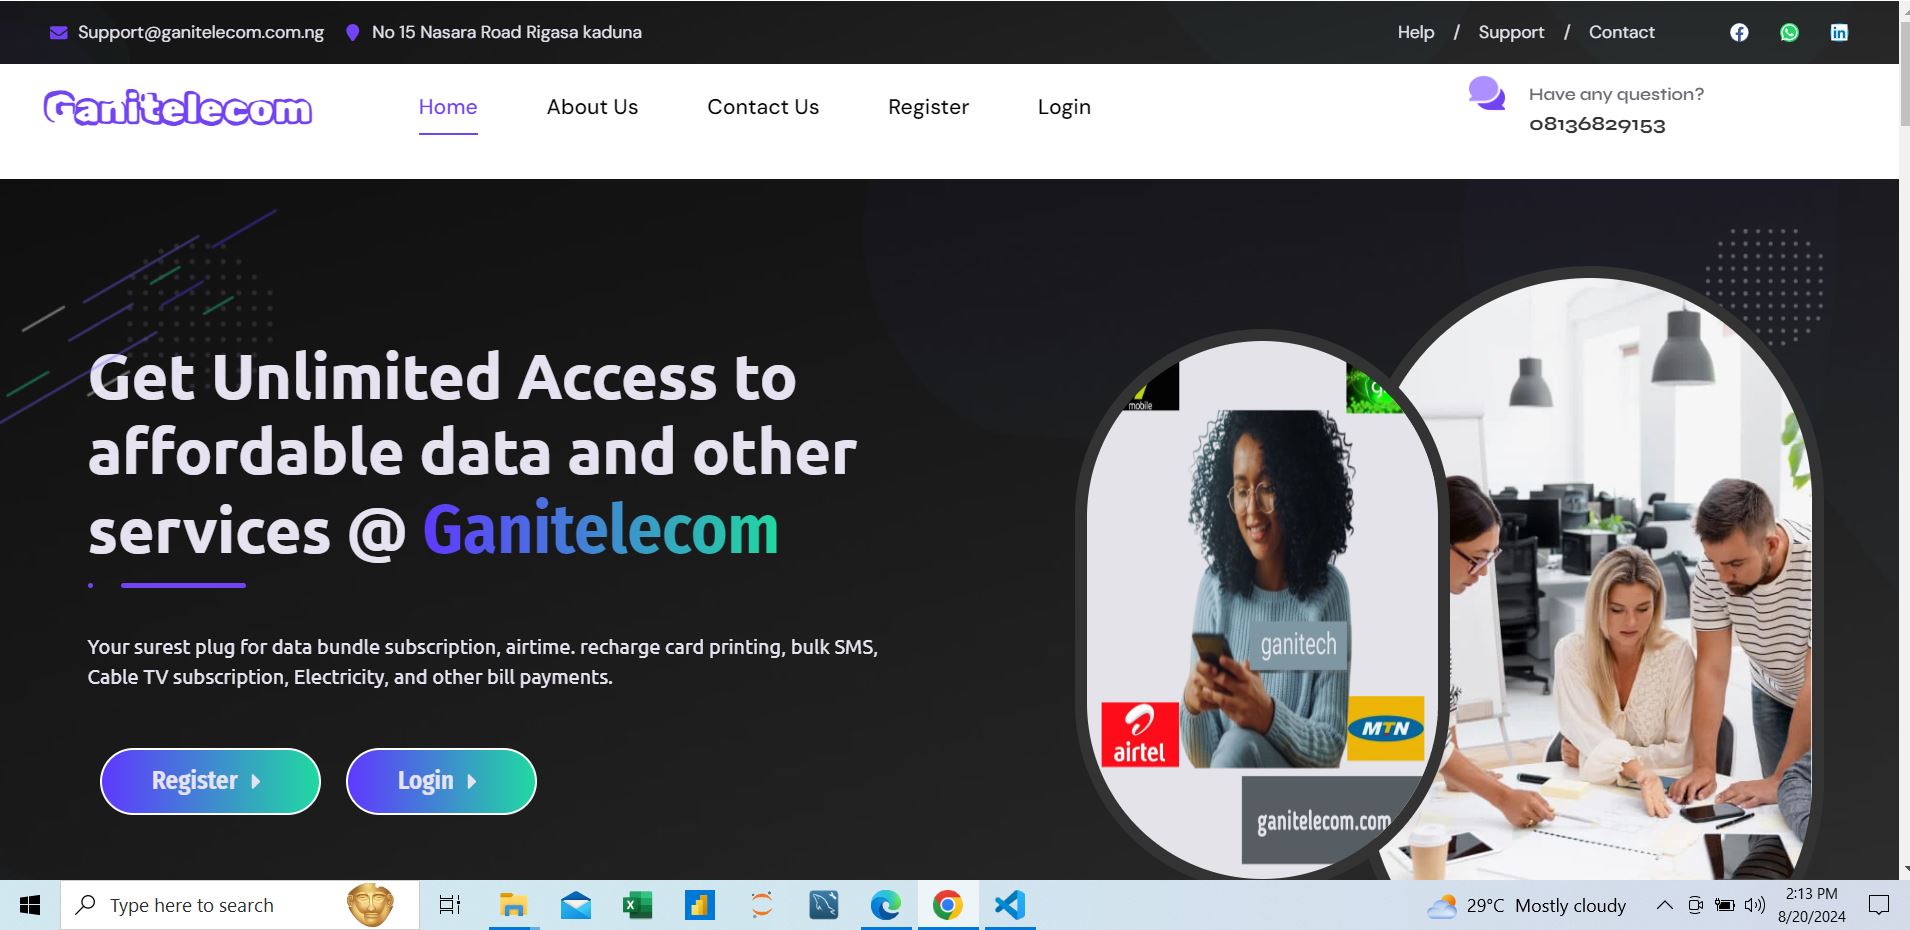 Support@ganitelecom.com.ng No 15 Nasara Road Rigasa kaduna Help / Support / Contact
Ganitelecom Home About Us Contact Us Register Login
Have any question?
08136829153
Get Unlimited Access to
affordable data and other
services @ Ganitelecom
Your surest plug for data bundle subscription, airtime. recharge card printing, bulk SMS,
Cable TV subscription, Electricity, and other bill payments.
Register Login
mobile
ganitech
airtel
MTN
ganitelecom.com
Type here to search
29°C Mostly cloudy
2:13 PM
8/20/2024